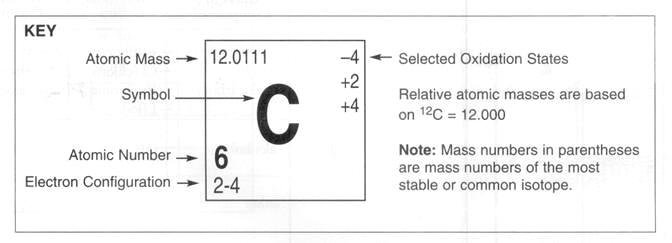 KEY
Atomic Mass
12.0111
–4
Selected Oxidation States
+2
+4
Symbol
C
Relative atomic masses are based
on ¹²C = 12.000
Atomic Number
6
Note: Mass numbers in parentheses
are mass numbers of the most
stable or common isotope.
Electron Configuration
2-4